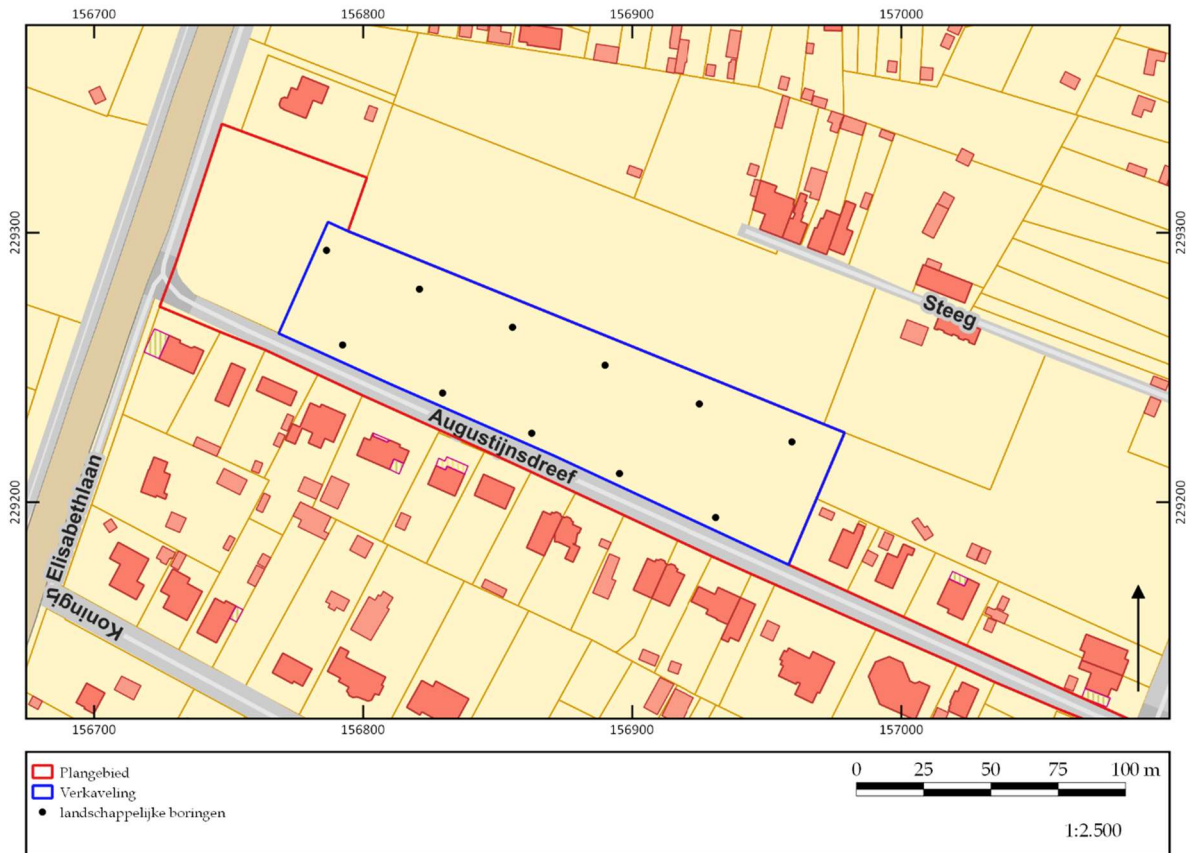 156700 156800 156900 157000
229300 229300
Steeg
Augustijnsdreef
229200 229200
Elisabethlaan
Koningin
156700 156800 156900 157000
Plangebied
Verkaveling
landschappelijke boringen
0 25 50 75 100 m
1:2.500